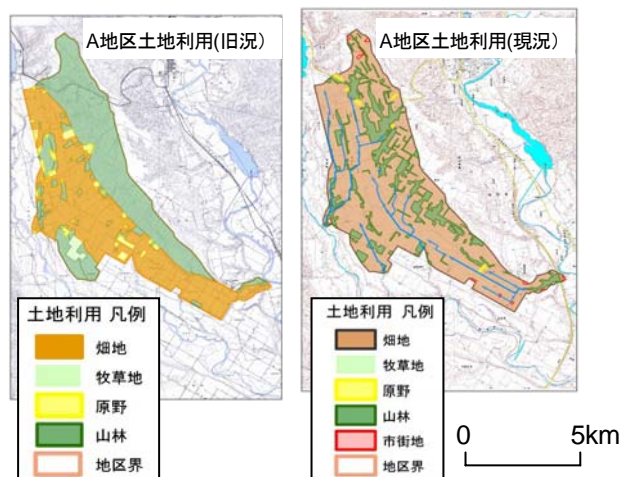 A地区土地利用(旧況)
土地利用 凡例
畑地
牧草地
原野
山林
地区界
A地区土地利用(現況)
土地利用 凡例
畑地
牧草地
原野
山林
市街地
地区界
0 5km